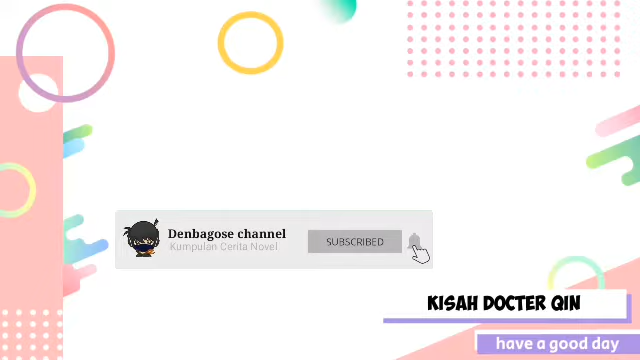 Denbagose channel
Kumpulan Cerita Novel
SUBSCRIBED
KISAH DOCTER QIN
have a good day